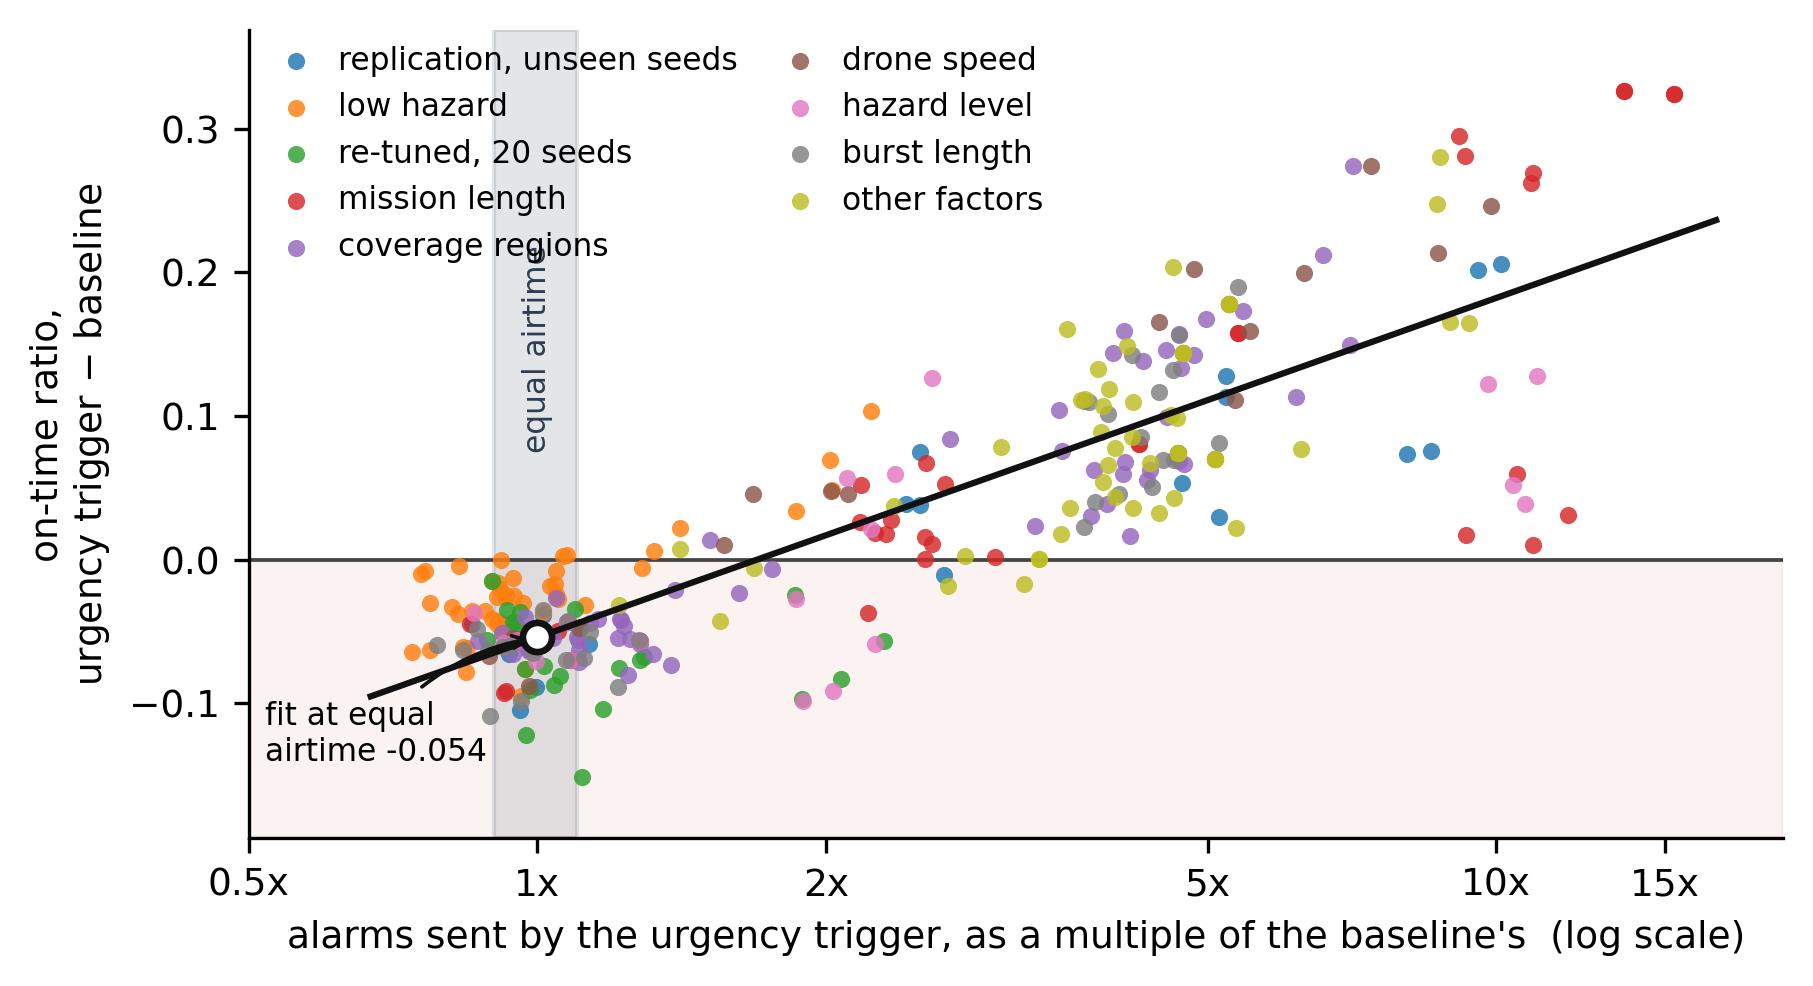 replication, unseen seeds
low hazard
re-tuned, 20 seeds
mission length
coverage regions
drone speed
hazard level
burst length
other factors
equal airtime
on-time ratio,
urgency trigger − baseline
0.3
0.2
0.1
0.0
−0.1
fit at equal
airtime -0.054
0.5x 1x 2x 5x 10x 15x
alarms sent by the urgency trigger, as a multiple of the baseline's (log scale)